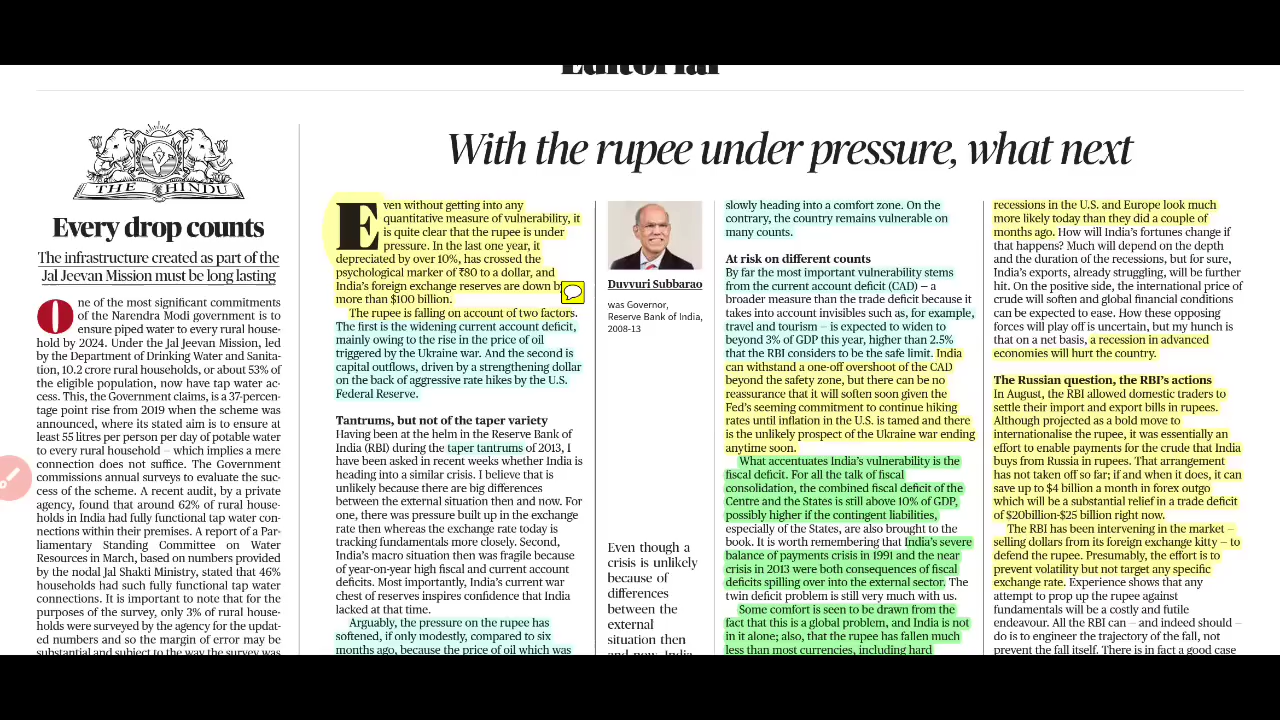 Editorial
THE HINDU
Every drop counts
The infrastructure created as part of the
Jal Jeevan Mission must be long lasting
One of the most significant commitments
of the Narendra Modi government is to
ensure piped water to every rural house-
hold by 2024. Under the Jal Jeevan Mission, led
by the Department of Drinking Water and Sanita-
tion, 10.2 crore rural households, or about 53% of
the eligible population, now have tap water ac-
cess. This, the Government claims, is a 37-percen-
tage point rise from 2019 when the scheme was
announced, where its stated aim is to ensure at
least 55 litres per person per day of potable water
to every rural household — which implies a mere
connection does not suffice. The Government
commissions annual surveys to evaluate the suc-
cess of the scheme. A recent audit, by a private
agency, found that around 62% of rural house-
holds in India had fully functional tap water con-
nections within their premises. A report of a Par-
liamentary Standing Committee on Water
Resources in March, based on numbers provided
by the nodal Jal Shakti Ministry, stated that 46%
households had such fully functional tap water
connections. It is important to note that for the
purposes of the survey, only 3% of rural house-
holds were surveyed by the agency for the updat-
ed numbers and so the margin of error may be
substantial and subject to the way the survey was
With the rupee under pressure, what next
Even without getting into any
quantitative measure of vulnerability, it
is quite clear that the rupee is under
pressure. In the last one year, it
depreciated by over 10%, has crossed the
psychological marker of ₹80 to a dollar, and
India's foreign exchange reserves are down b
more than $100 billion.
The rupee is falling on account of two factors.
The first is the widening current account deficit,
mainly owing to the rise in the price of oil
triggered by the Ukraine war. And the second is
capital outflows, driven by a strengthening dollar
on the back of aggressive rate hikes by the U.S.
Federal Reserve.
Tantrums, but not of the taper variety
Having been at the helm in the Reserve Bank of
India (RBI) during the taper tantrums of 2013, I
have been asked in recent weeks whether India is
heading into a similar crisis. I believe that is
unlikely because there are big differences
between the external situation then and now. For
one, there was pressure built up in the exchange
rate then whereas the exchange rate today is
tracking fundamentals more closely. Second,
India's macro situation then was fragile because
of year-on-year high fiscal and current account
deficits. Most importantly, India's current war
chest of reserves inspires confidence that India
lacked at that time.
Arguably, the pressure on the rupee has
softened, if only modestly, compared to six
months ago, because the price of oil which was
Duvvuri Subbarao
was Governor,
Reserve Bank of India,
2008-13
Even though a
crisis is unlikely
because of
differences
between the
external
situation then
and now, India
slowly heading into a comfort zone. On the
contrary, the country remains vulnerable on
many counts.
At risk on different counts
By far the most important vulnerability stems
from the current account deficit (CAD) — a
broader measure than the trade deficit because it
takes into account invisibles such as, for example,
travel and tourism — is expected to widen to
beyond 3% of GDP this year, higher than 2.5%
that the RBI considers to be the safe limit. India
can withstand a one-off overshoot of the CAD
beyond the safety zone, but there can be no
reassurance that it will soften soon given the
Fed's seeming commitment to continue hiking
rates until inflation in the U.S. is tamed and there
is the unlikely prospect of the Ukraine war ending
anytime soon.
What accentuates India's vulnerability is the
fiscal deficit. For all the talk of fiscal
consolidation, the combined fiscal deficit of the
Centre and the States is still above 10% of GDP,
possibly higher if the contingent liabilities,
especially of the States, are also brought to the
book. It is worth remembering that India's severe
balance of payments crisis in 1991 and the near
crisis in 2013 were both consequences of fiscal
deficits spilling over into the external sector. The
twin deficit problem is still very much with us.
Some comfort is seen to be drawn from the
fact that this is a global problem, and India is not
in it alone; also, that the rupee has fallen much
less than most currencies, including hard
recessions in the U.S. and Europe look much
more likely today than they did a couple of
months ago. How will India's fortunes change if
that happens? Much will depend on the depth
and the duration of the recessions, but for sure,
India's exports, already struggling, will be further
hit. On the positive side, the international price of
crude will soften and global financial conditions
can be expected to ease. How these opposing
forces will play off is uncertain, but my hunch is
that on a net basis, a recession in advanced
economies will hurt the country.
The Russian question, the RBI's actions
In August, the RBI allowed domestic traders to
settle their import and export bills in rupees.
Although projected as a bold move to
internationalise the rupee, it was essentially an
effort to enable payments for the crude that India
buys from Russia in rupees. That arrangement
has not taken off so far; if and when it does, it can
save up to $4 billion a month in forex outgo
which will be a substantial relief in a trade deficit
of $20billion-$25 billion right now.
The RBI has been intervening in the market —
selling dollars from its foreign exchange kitty — to
defend the rupee. Presumably, the effort is to
prevent volatility but not target any specific
exchange rate. Experience shows that any
attempt to prop up the rupee against
fundamentals will be a costly and futile
endeavour. All the RBI can — and indeed should —
do is to engineer the trajectory of the fall, not
prevent the fall itself. There is in fact a good case